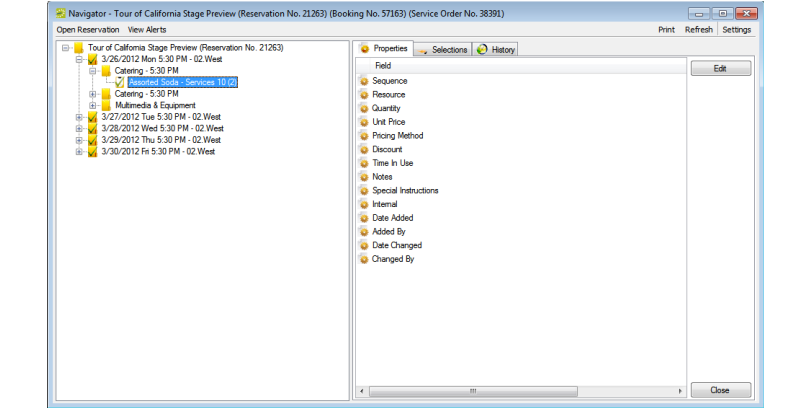 Navigator - Tour of California Stage Preview (Reservation No. 21263) (Booking No. 57163) (Service Order No. 38391)
Open Reservation View Alerts Print Refresh Settings
Tour of California Stage Preview (Reservation No. 21263)
3/26/2012 Mon 5:30 PM - 02.West
Catering - 5:30 PM
Assorted Soda - Services 10 (2)
Catering - 5:30 PM
Multimedia & Equipment
3/27/2012 Tue 5:30 PM - 02.West
3/28/2012 Wed 5:30 PM - 02.West
3/29/2012 Thu 5:30 PM - 02.West
3/30/2012 Fri 5:30 PM - 02.West
Properties Selections History
Field
Sequence
Resource
Quantity
Unit Price
Pricing Method
Discount
Time In Use
Notes
Special Instructions
Internal
Date Added
Added By
Date Changed
Changed By
Edit
Close